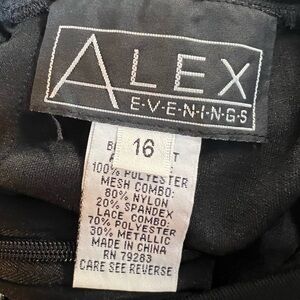 ALEX
E·V·E·N·I·N·G·S
16
100% POLYESTER
MESH COMBO:
80% NYLON
20% SPANDEX
LACE COMBO:
70% POLYESTER
30% METALLIC
MADE IN CHINA
RN 79283
CARE SEE REVERSE